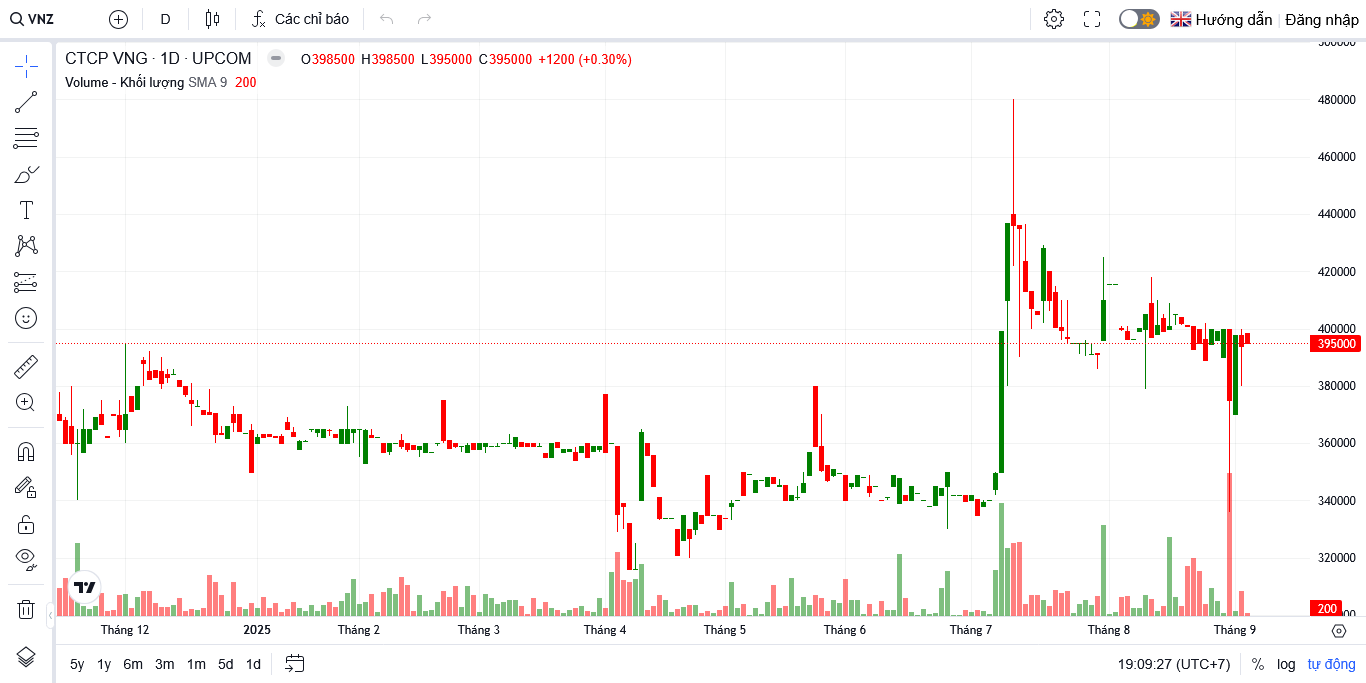 VNZ D Các chỉ báo Hướng dẫn Đăng nhập
CTCP VNG · 1D · UPCOM O398500 H398500 L395000 C395000 +1200 (+0.30%)
Volume - Khối lượng SMA 9 200
480000
460000
440000
420000
400000
395000
380000
360000
340000
320000
200
Tháng 12 2025 Tháng 2 Tháng 3 Tháng 4 Tháng 5 Tháng 6 Tháng 7 Tháng 8 Tháng 9
5y 1y 6m 3m 1m 5d 1d 19:09:27 (UTC+7) % log tự động